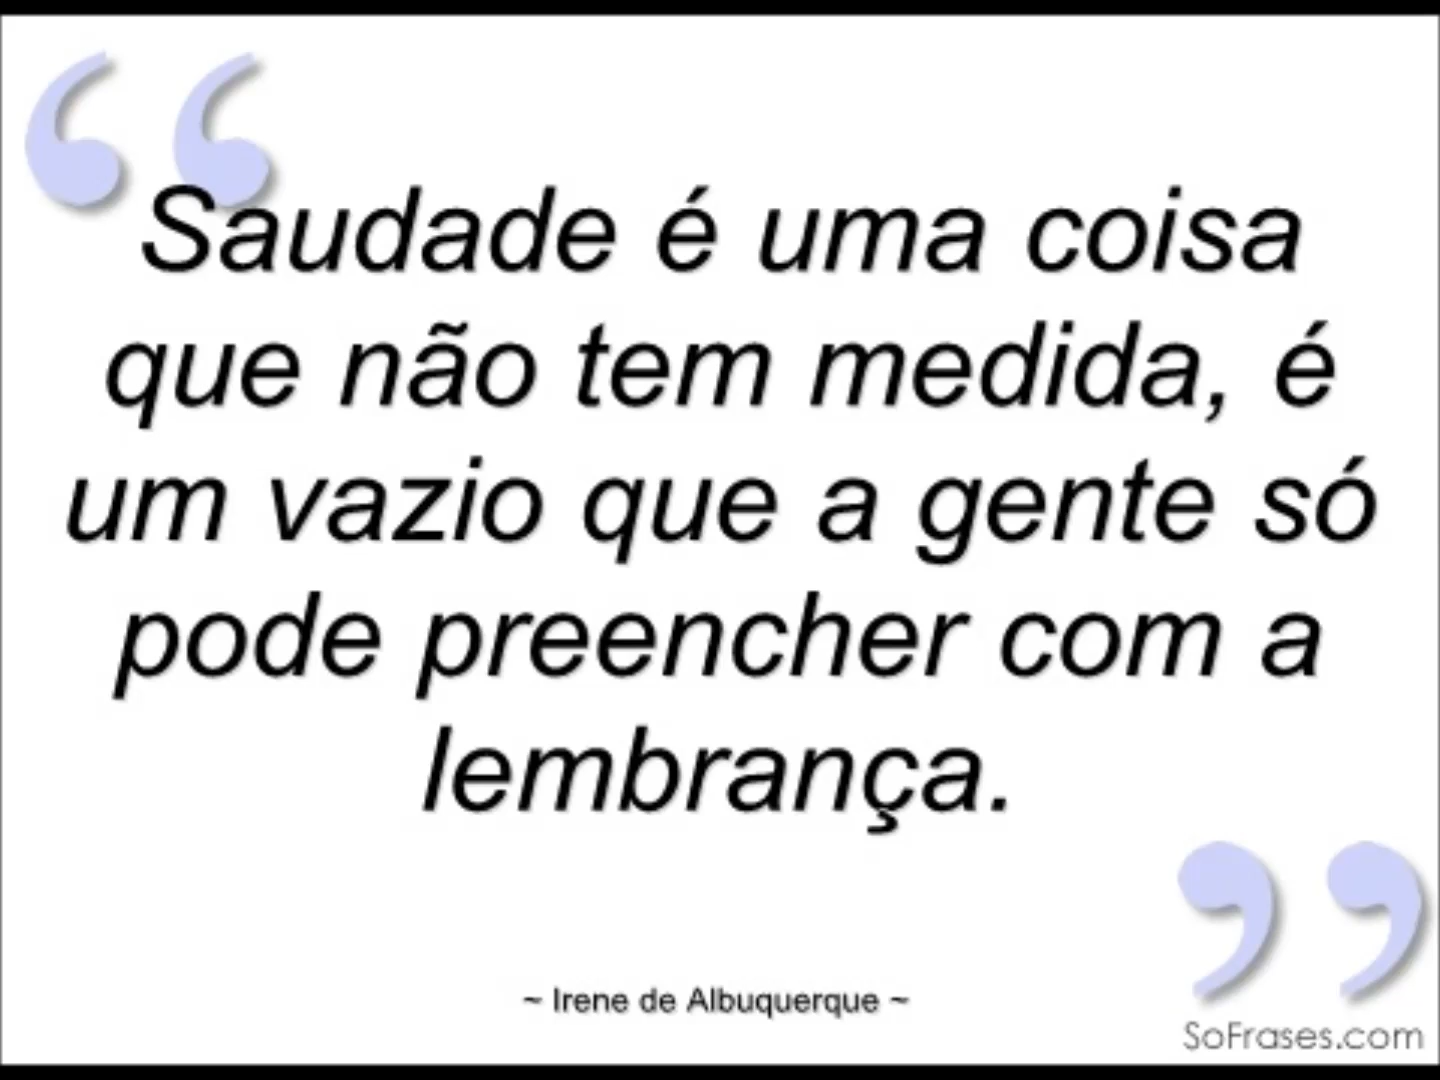 Saudade é uma coisa
que não tem medida, é
um vazio que a gente só
pode preencher com a
lembrança.
~ Irene de Albuquerque ~
SoFrases.com